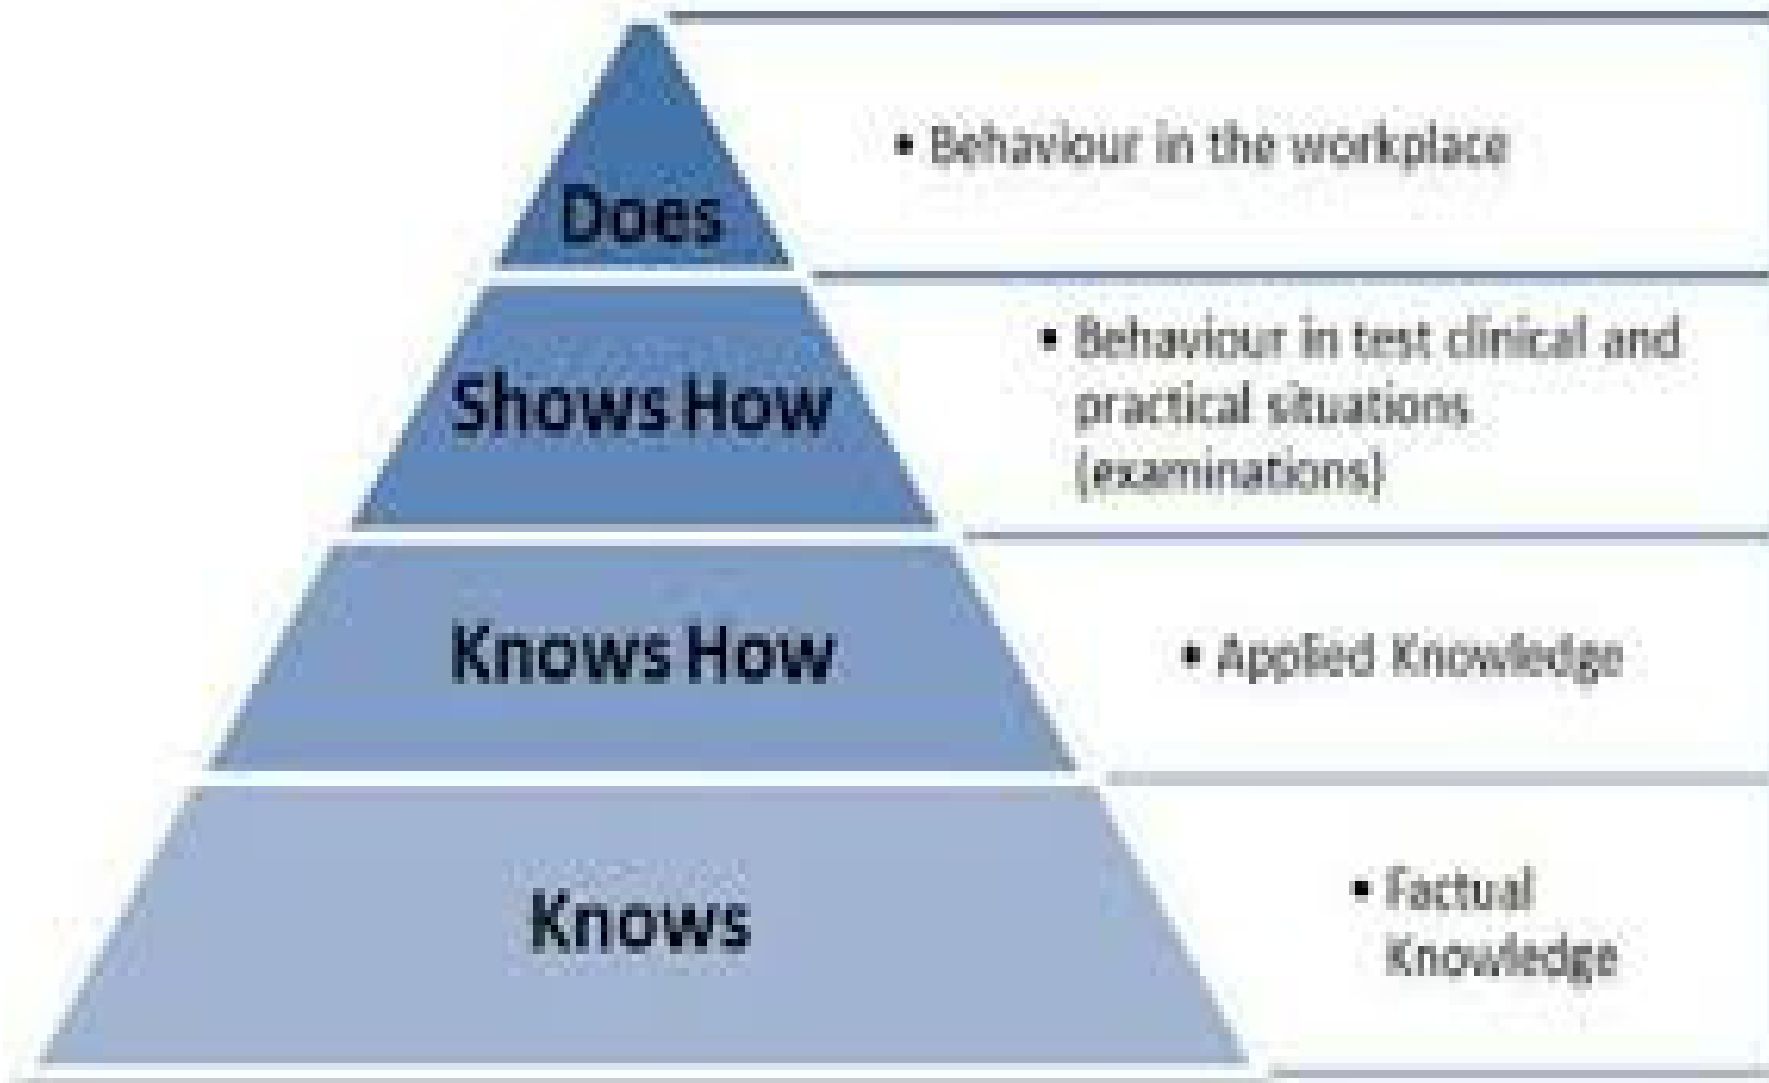 Does
• Behaviour in the workplace
Shows How
• Behaviour in test clinical and
practical situations
(examinations)
Knows How
• Applied Knowledge
Knows
• Factual
Knowledge